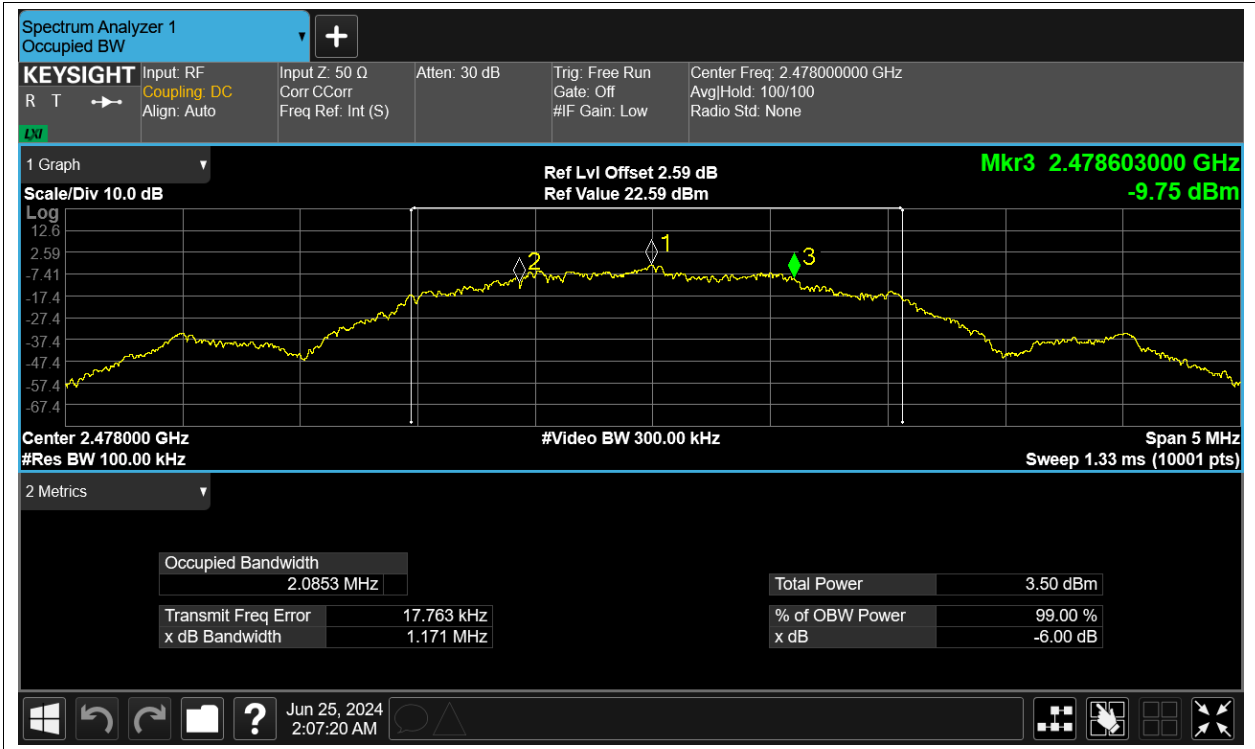 Spectrum Analyzer 1
Occupied BW
KEYSIGHT
R T
LXI
Input: RF
Coupling: DC
Align: Auto
Input Z: 50 Ω
Corr CCorr
Freq Ref: Int (S)
Atten: 30 dB
Trig: Free Run
Gate: Off
#IF Gain: Low
Center Freq: 2.478000000 GHz
Avg|Hold: 100/100
Radio Std: None
1 Graph
Scale/Div 10.0 dB
Ref Lvl Offset 2.59 dB
Ref Value 22.59 dBm
Mkr3 2.478603000 GHz
-9.75 dBm
Log
12.6
2.59
-7.41
-17.4
-27.4
-37.4
-47.4
-57.4
-67.4
2
1
3
Center 2.478000 GHz
#Res BW 100.00 kHz
#Video BW 300.00 kHz
Span 5 MHz
Sweep 1.33 ms (10001 pts)
2 Metrics
Occupied Bandwidth
2.0853 MHz
Transmit Freq Error 17.763 kHz
x dB Bandwidth 1.171 MHz
Total Power 3.50 dBm
% of OBW Power 99.00 %
x dB -6.00 dB
Jun 25, 2024
2:07:20 AM